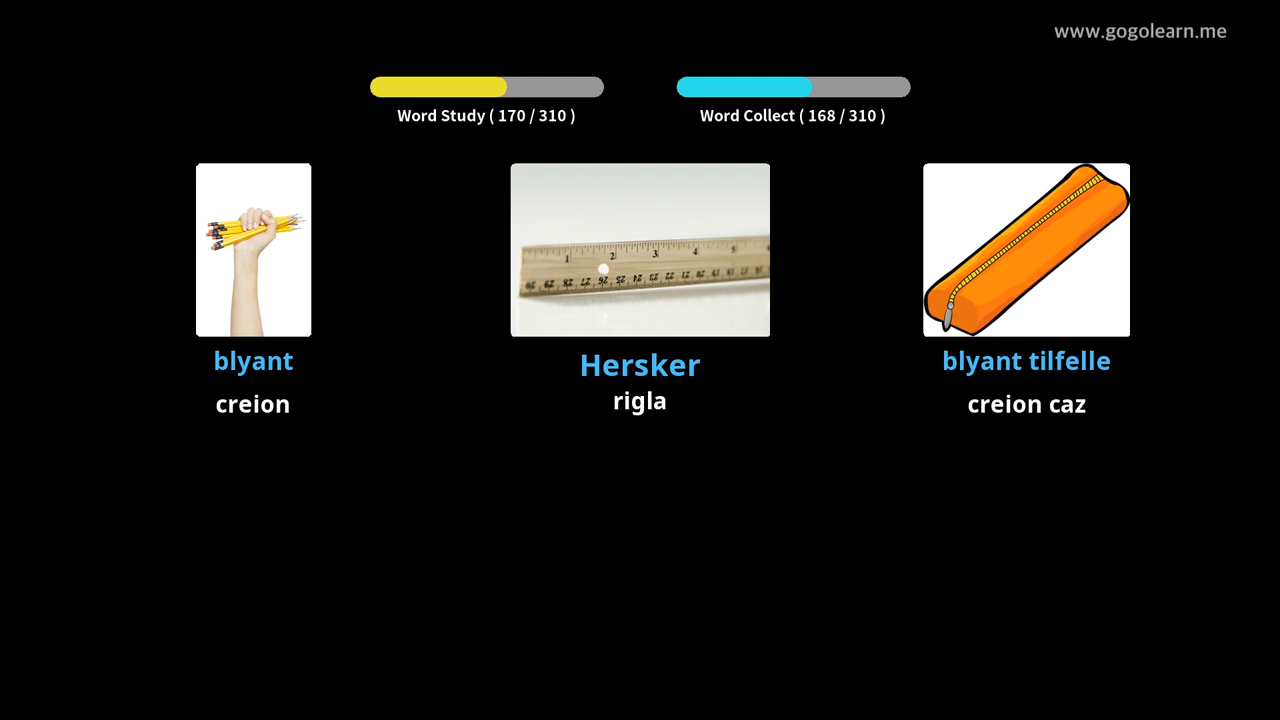 www.gogolearn.me
Word Study ( 170 / 310 )
Word Collect ( 168 / 310 )
blyant
Hersker
blyant tilfelle
creion
rigla
creion caz